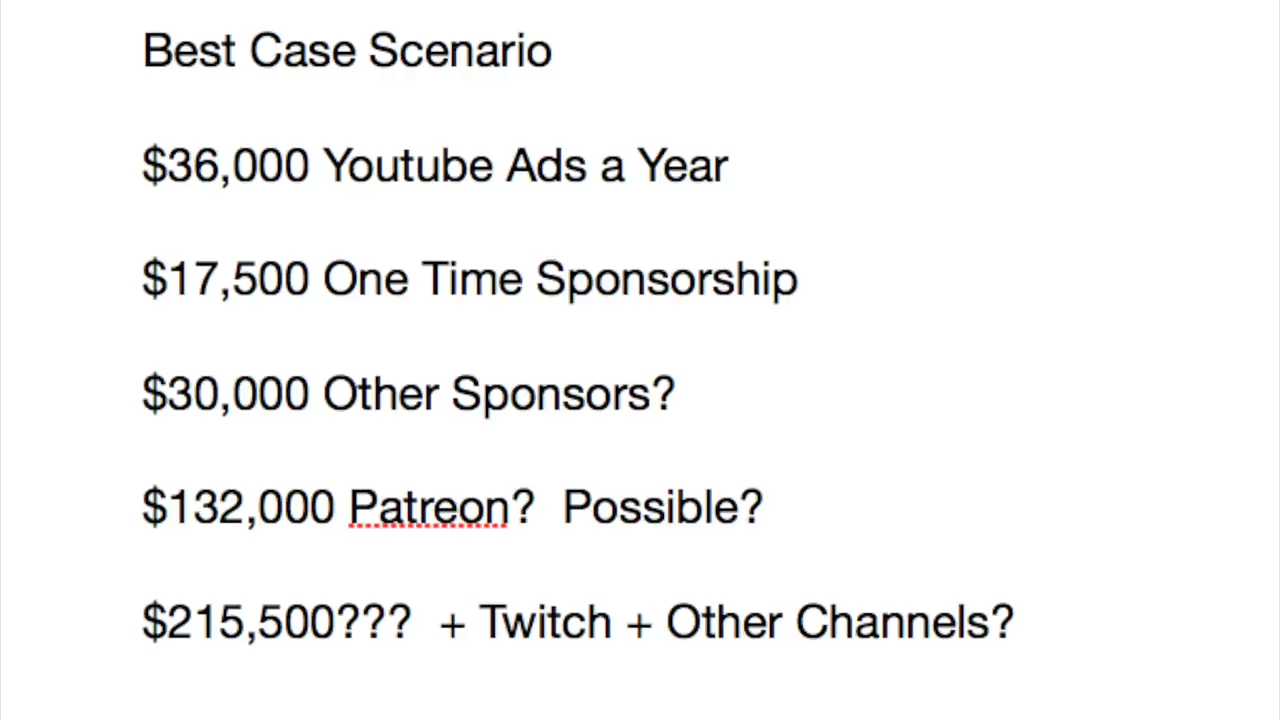 Best Case Scenario
$36,000 Youtube Ads a Year
$17,500 One Time Sponsorship
$30,000 Other Sponsors?
$132,000 Patreon?  Possible?
$215,500???  + Twitch + Other Channels?